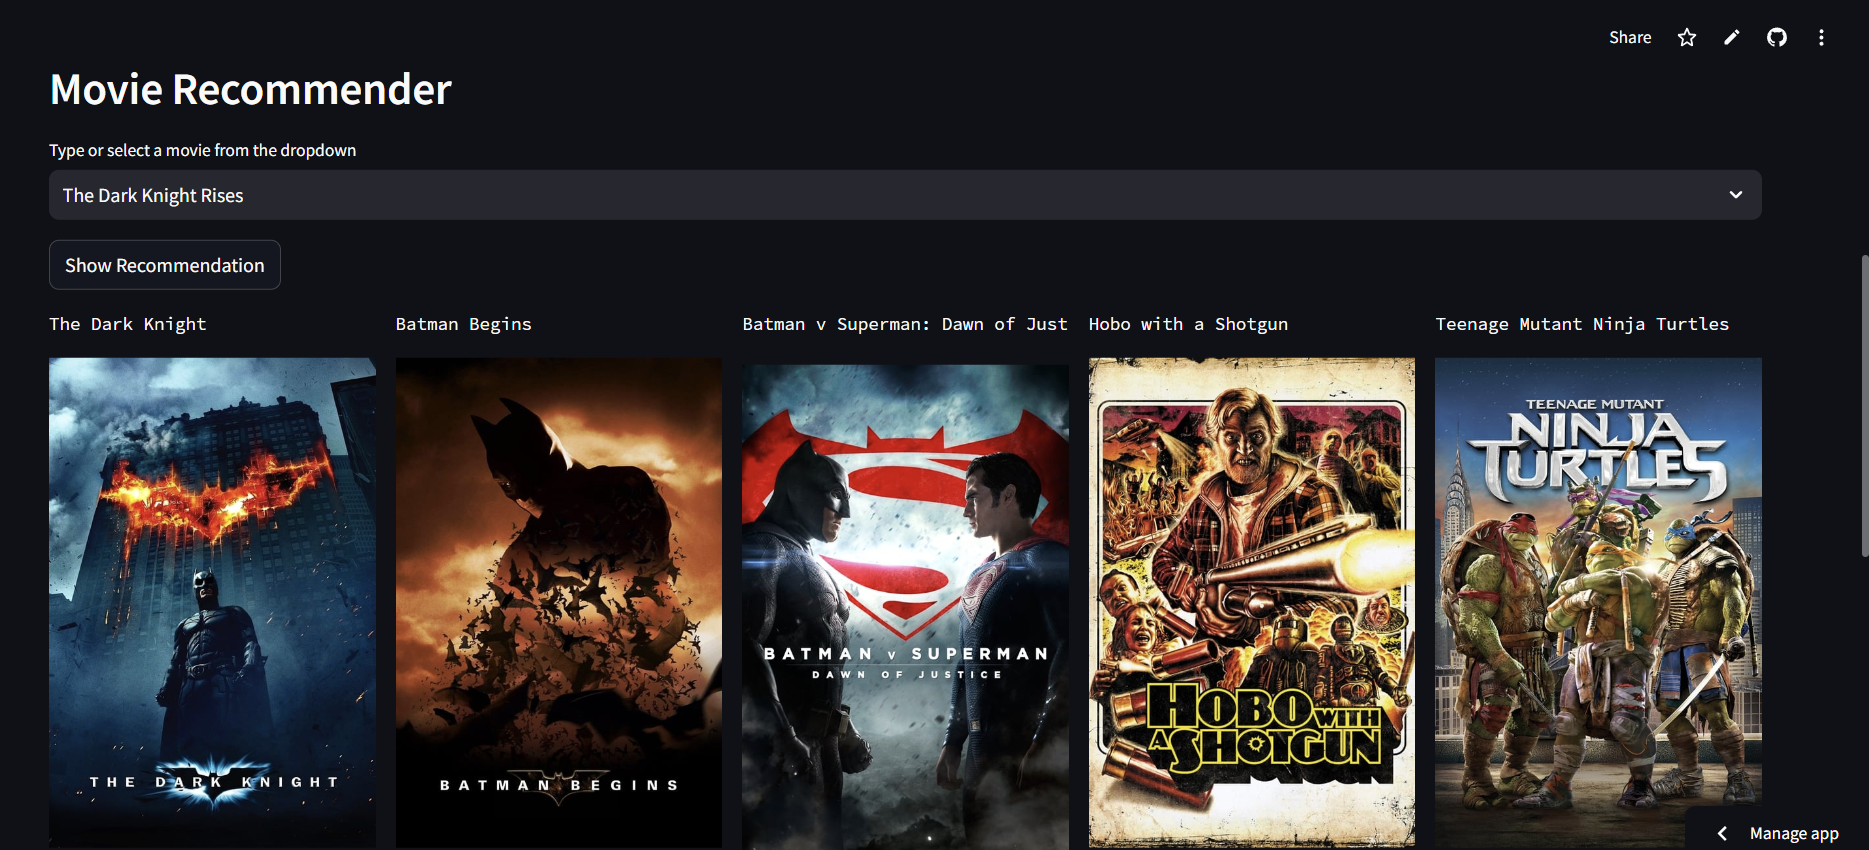 Share
Movie Recommender
Type or select a movie from the dropdown
The Dark Knight Rises
Show Recommendation
The Dark Knight
Batman Begins
Batman v Superman: Dawn of Just
Hobo with a Shotgun
Teenage Mutant Ninja Turtles
THE DARK KNIGHT
BATMAN BEGINS
BATMAN v SUPERMAN
DAWN OF JUSTICE
HOBO WITH
A SHOTGUN
TEENAGE MUTANT
NINJA
TURTLES
Manage app